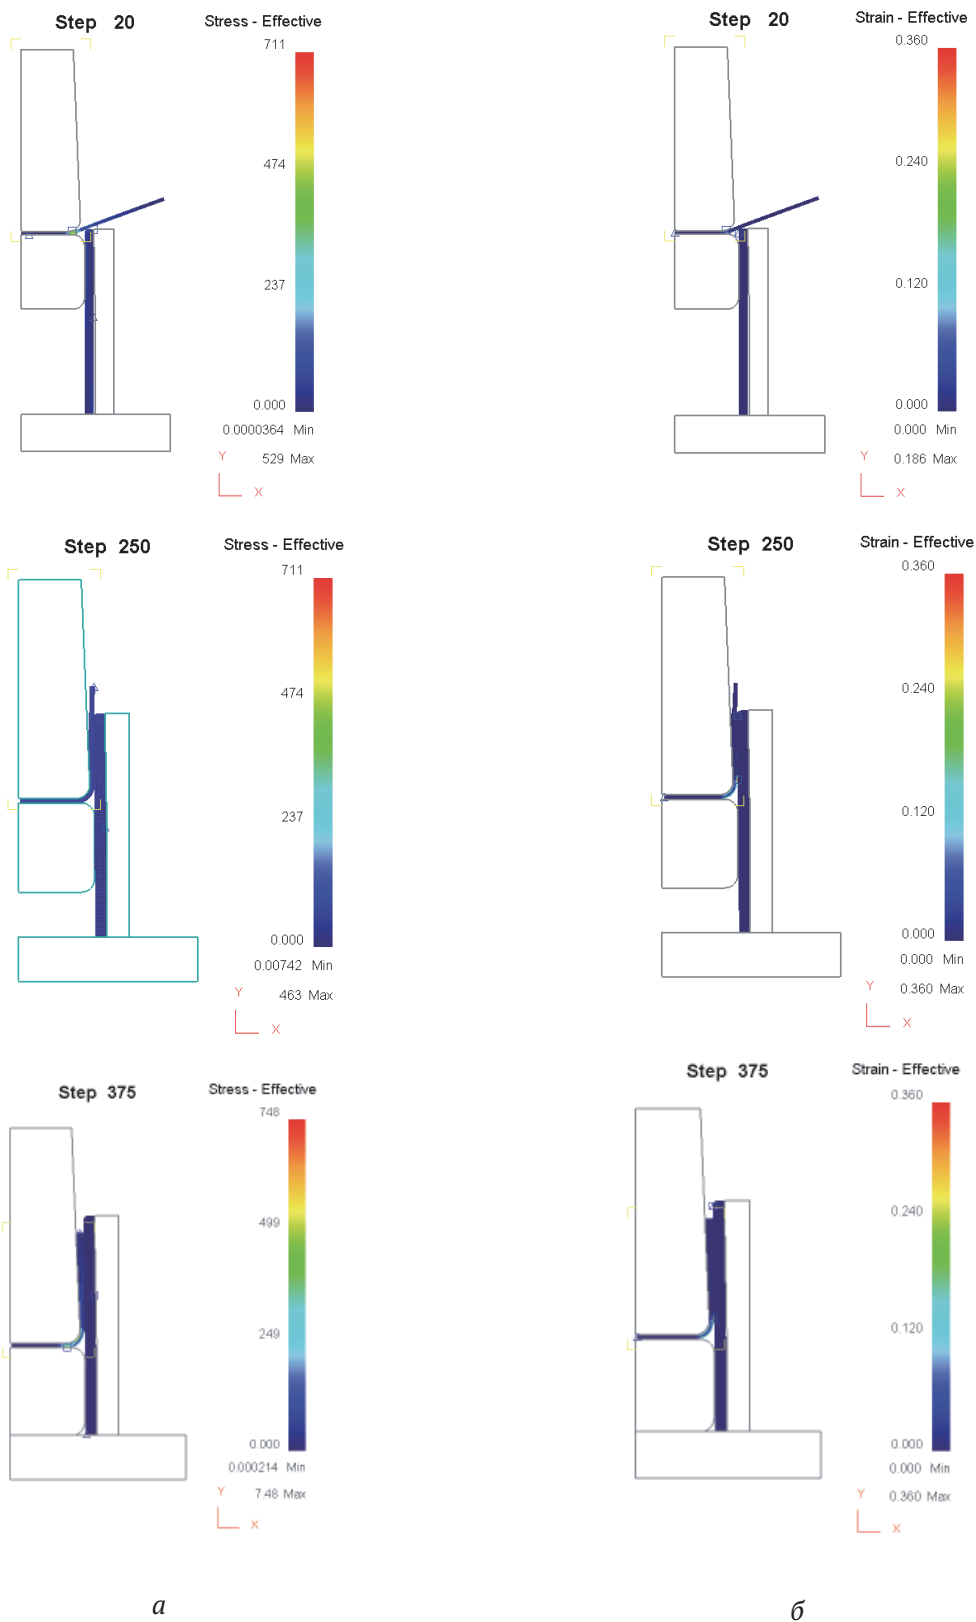 Step 20
Stress - Effective
711
474
237
0.000
0.0000364 Min
529 Max
Y
X
Step 20
Strain - Effective
0.360
0.240
0.120
0.000
0.000 Min
0.186 Max
Y
X
Step 250
Stress - Effective
711
474
237
0.000
0.00742 Min
463 Max
Y
X
Step 250
Strain - Effective
0.360
0.240
0.120
0.000
0.000 Min
0.360 Max
Y
X
Step 375
Stress - Effective
748
499
249
0.000
0.000214 Min
7.48 Max
Y
X
Step 375
Strain - Effective
0.360
0.240
0.120
0.000
0.000 Min
0.360 Max
Y
X
а
б